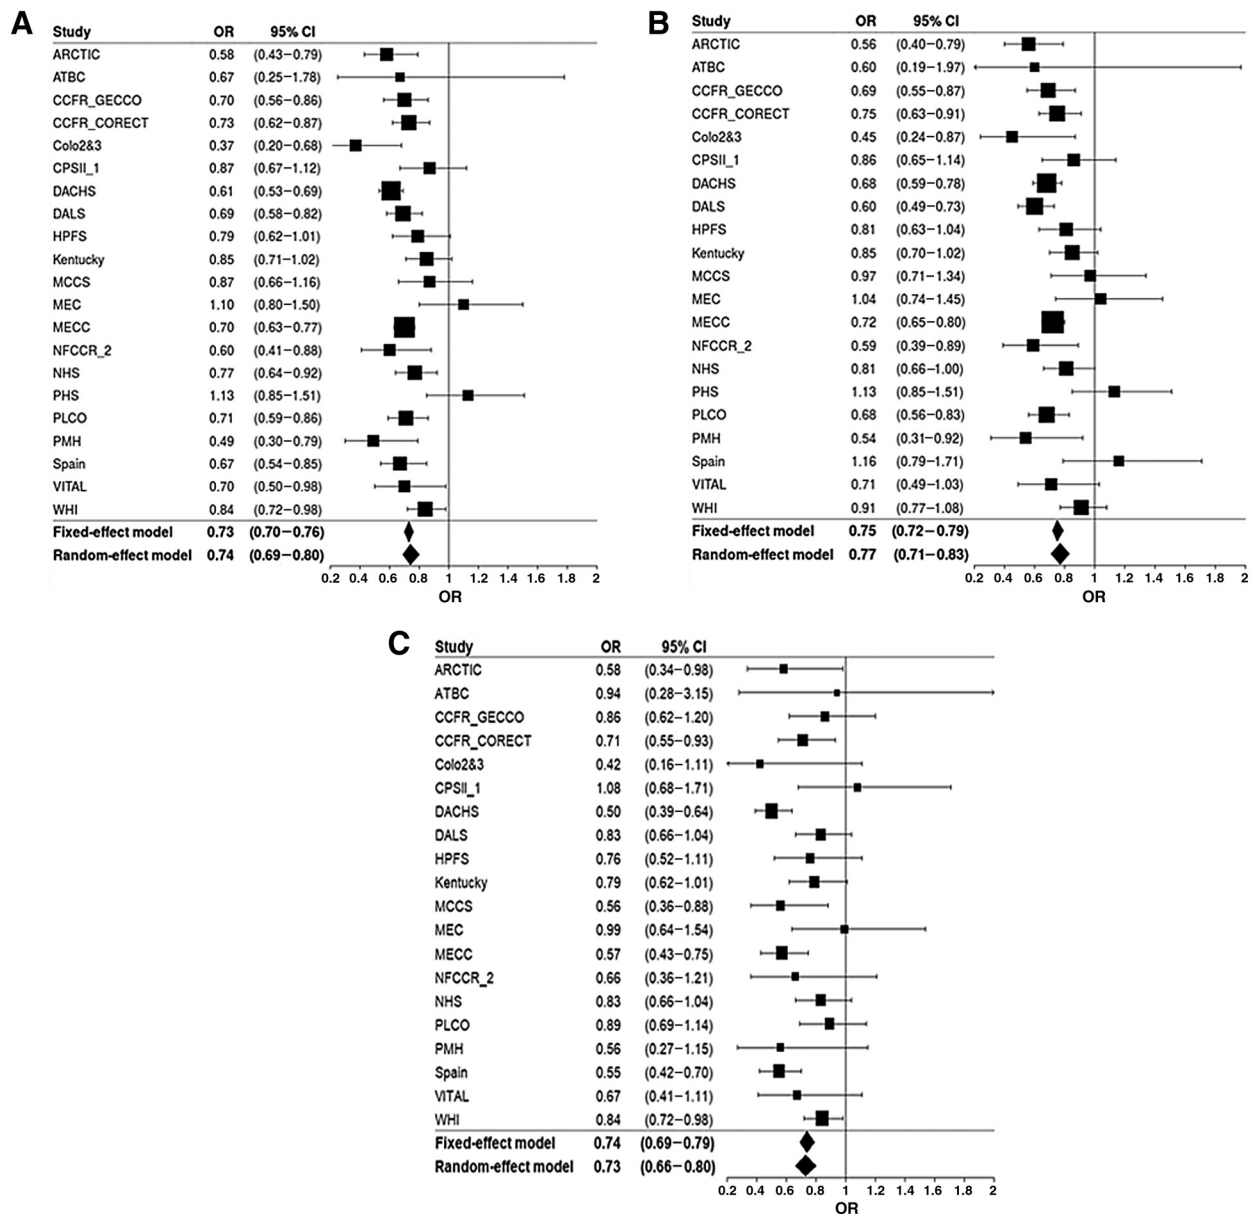 A
Study OR 95% CI
ARCTIC 0.58 (0.43–0.79)
ATBC 0.67 (0.25–1.78)
CCFR_GECCO 0.70 (0.56–0.86)
CCFR_CORECT 0.73 (0.62–0.87)
Colo2&3 0.37 (0.20–0.68)
CPSII_1 0.87 (0.67–1.12)
DACHS 0.61 (0.53–0.69)
DALS 0.69 (0.58–0.82)
HPFS 0.79 (0.62–1.01)
Kentucky 0.85 (0.71–1.02)
MCCS 0.87 (0.66–1.16)
MEC 1.10 (0.80–1.50)
MECC 0.70 (0.63–0.77)
NFCCR_2 0.60 (0.41–0.88)
NHS 0.77 (0.64–0.92)
PHS 1.13 (0.85–1.51)
PLCO 0.71 (0.59–0.86)
PMH 0.49 (0.30–0.79)
Spain 0.67 (0.54–0.85)
VITAL 0.70 (0.50–0.98)
WHI 0.84 (0.72–0.98)
Fixed-effect model 0.73 (0.70–0.76)
Random-effect model 0.74 (0.69–0.80)
0.2 0.4 0.6 0.8 1 1.2 1.4 1.6 1.8 2
OR
B
Study OR 95% CI
ARCTIC 0.56 (0.40–0.79)
ATBC 0.60 (0.19–1.97)
CCFR_GECCO 0.69 (0.55–0.87)
CCFR_CORECT 0.75 (0.63–0.91)
Colo2&3 0.45 (0.24–0.87)
CPSII_1 0.86 (0.65–1.14)
DACHS 0.68 (0.59–0.78)
DALS 0.60 (0.49–0.73)
HPFS 0.81 (0.63–1.04)
Kentucky 0.85 (0.70–1.02)
MCCS 0.97 (0.71–1.34)
MEC 1.04 (0.74–1.45)
MECC 0.72 (0.65–0.80)
NFCCR_2 0.59 (0.39–0.89)
NHS 0.81 (0.66–1.00)
PHS 1.13 (0.85–1.51)
PLCO 0.68 (0.56–0.83)
PMH 0.54 (0.31–0.92)
Spain 1.16 (0.79–1.71)
VITAL 0.71 (0.49–1.03)
WHI 0.91 (0.77–1.08)
Fixed-effect model 0.75 (0.72–0.79)
Random-effect model 0.77 (0.71–0.83)
0.2 0.4 0.6 0.8 1 1.2 1.4 1.6 1.8 2
OR
C
Study OR 95% CI
ARCTIC 0.58 (0.34–0.98)
ATBC 0.94 (0.28–3.15)
CCFR_GECCO 0.86 (0.62–1.20)
CCFR_CORECT 0.71 (0.55–0.93)
Colo2&3 0.42 (0.16–1.11)
CPSII_1 1.08 (0.68–1.71)
DACHS 0.50 (0.39–0.64)
DALS 0.83 (0.66–1.04)
HPFS 0.76 (0.52–1.11)
Kentucky 0.79 (0.62–1.01)
MCCS 0.56 (0.36–0.88)
MEC 0.99 (0.64–1.54)
MECC 0.57 (0.43–0.75)
NFCCR_2 0.66 (0.36–1.21)
NHS 0.83 (0.66–1.04)
PLCO 0.89 (0.69–1.14)
PMH 0.56 (0.27–1.15)
Spain 0.55 (0.42–0.70)
VITAL 0.67 (0.41–1.11)
WHI 0.84 (0.72–0.98)
Fixed-effect model 0.74 (0.69–0.79)
Random-effect model 0.73 (0.66–0.80)
0.2 0.4 0.6 0.8 1 1.2 1.4 1.6 1.8 2
OR